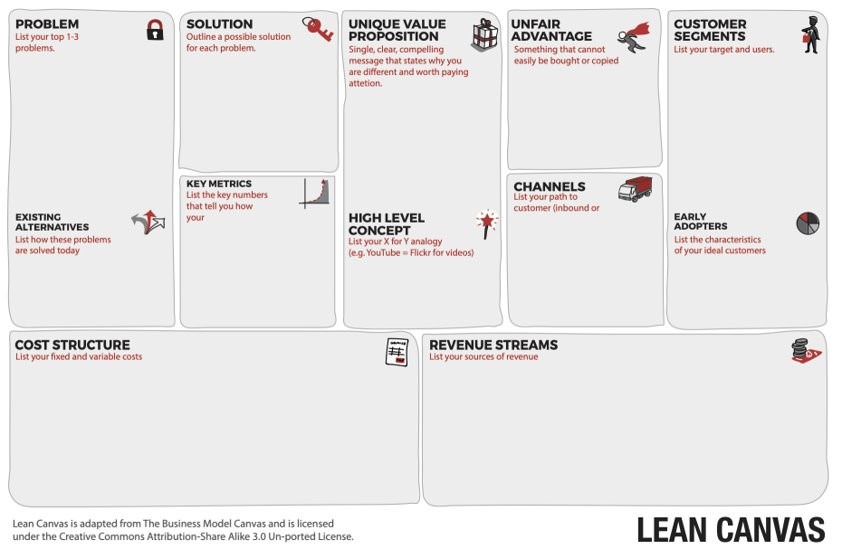 PROBLEM
List your top 1-3
problems.
EXISTING
ALTERNATIVES
List how these problems
are solved today
SOLUTION
Outline a possible solution
for each problem.
KEY METRICS
List the key numbers
that tell you how
your
UNIQUE VALUE
PROPOSITION
Single, clear, compelling
message that states why you
are different and worth paying
attetion.
HIGH LEVEL
CONCEPT
List your X for Y analogy
(e.g. YouTube = Flickr for videos)
UNFAIR
ADVANTAGE
Something that cannot
easily be bought or copied
CHANNELS
List your path to
customer (inbound or
CUSTOMER
SEGMENTS
List your target and users.
EARLY
ADOPTERS
List the characteristics
of your ideal customers
COST STRUCTURE
List your fixed and variable costs
REVENUE STREAMS
List your sources of revenue
Lean Canvas is adapted from The Business Model Canvas and is licensed
under the Creative Commons Attribution-Share Alike 3.0 Un-ported License.
LEAN CANVAS